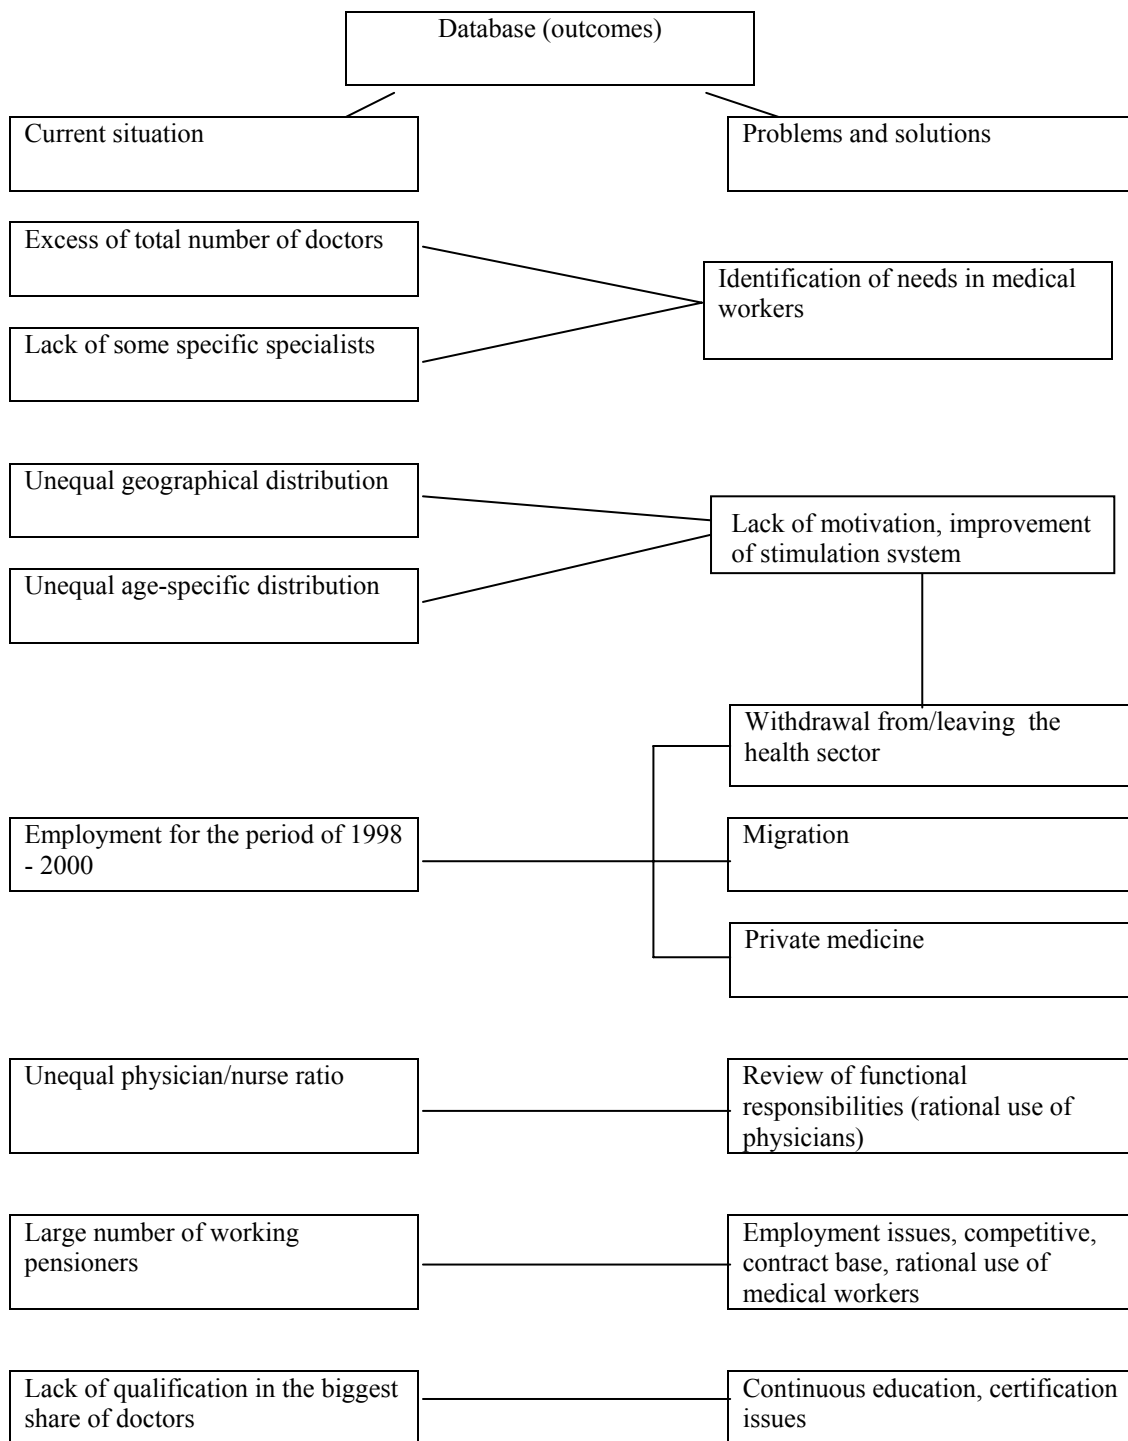 Database (outcomes)
Current situation
Problems and solutions
Excess of total number of doctors
Identification of needs in medical
workers
Lack of some specific specialists
Unequal geographical distribution
Lack of motivation, improvement
of stimulation system
Unequal age-specific distribution
Withdrawal from/leaving the
health sector
Employment for the period of 1998
- 2000
Migration
Private medicine
Unequal physician/nurse ratio
Review of functional
responsibilities (rational use of
physicians)
Large number of working
pensioners
Employment issues, competitive,
contract base, rational use of
medical workers
Lack of qualification in the biggest
share of doctors
Continuous education, certification
issues